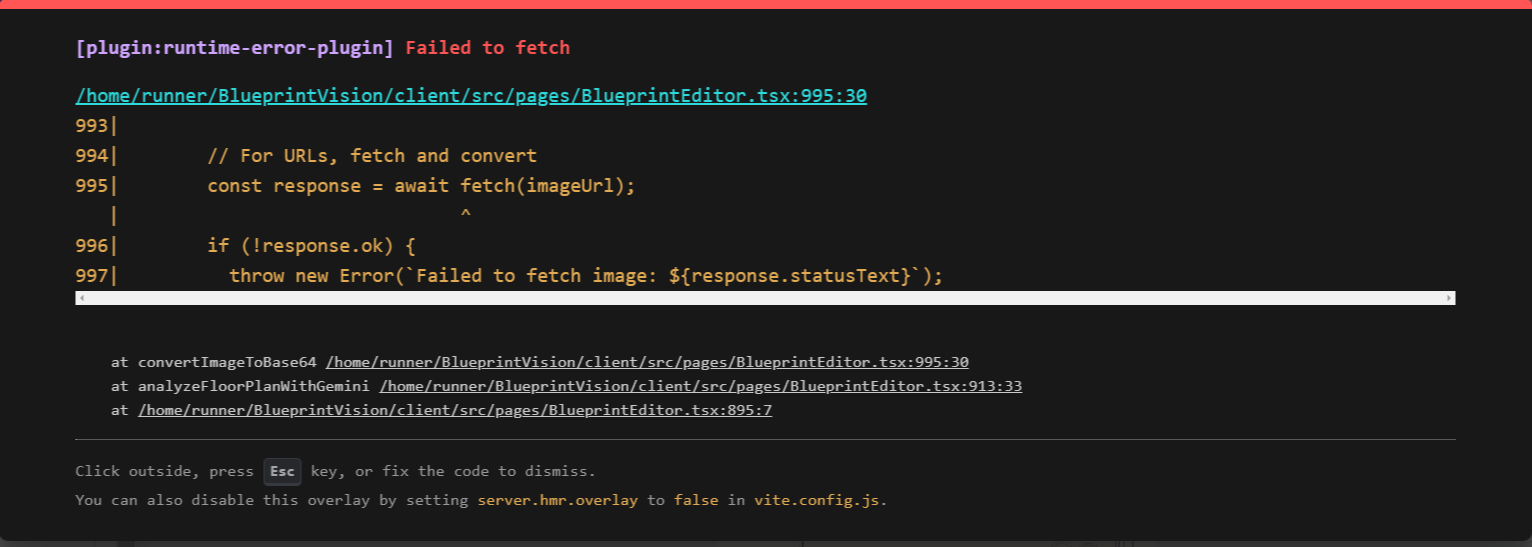 [plugin:runtime-error-plugin] Failed to fetch
/home/runner/BlueprintVision/client/src/pages/BlueprintEditor.tsx:995:30
993|
994|        // For URLs, fetch and convert
995|        const response = await fetch(imageUrl);
   |                               ^
996|        if (!response.ok) {
997|          throw new Error(`Failed to fetch image: ${response.statusText}`);
at convertImageToBase64 /home/runner/BlueprintVision/client/src/pages/BlueprintEditor.tsx:995:30
at analyzeFloorPlanWithGemini /home/runner/BlueprintVision/client/src/pages/BlueprintEditor.tsx:913:33
at /home/runner/BlueprintVision/client/src/pages/BlueprintEditor.tsx:895:7
Click outside, press Esc key, or fix the code to dismiss.
You can also disable this overlay by setting server.hmr.overlay to false in vite.config.js.